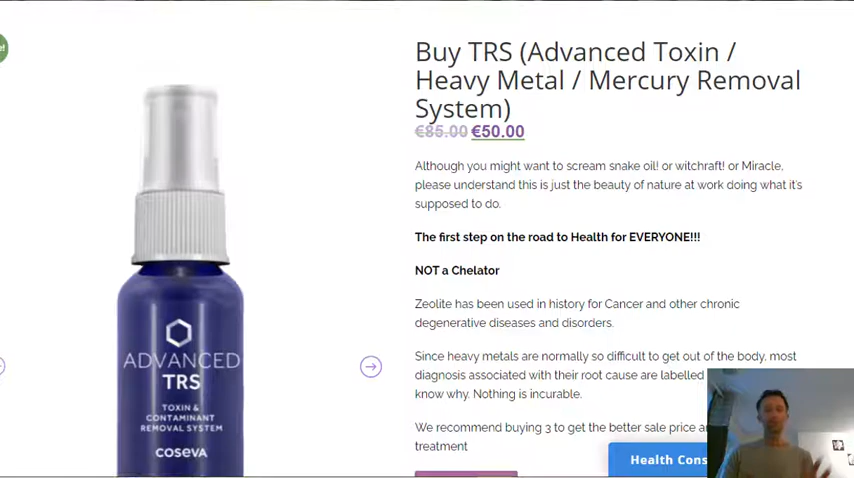 Buy TRS (Advanced Toxin /
Heavy Metal / Mercury Removal
System)
€85.00 €50.00
Although you might want to scream snake oil! or witchraft! or Miracle,
please understand this is just the beauty of nature at work doing what it's
supposed to do.
The first step on the road to Health for EVERYONE!!!
NOT a Chelator
Zeolite has been used in history for Cancer and other chronic
degenerative diseases and disorders.
Since heavy metals are normally so difficult to get out of the body, most
diagnosis associated with their root cause are labelled
know why. Nothing is incurable.
We recommend buying 3 to get the better sale price
treatment
Health Cons
ADVANCED
TRS
TOXIN &
CONTAMINANT
REMOVAL SYSTEM
COSEVA